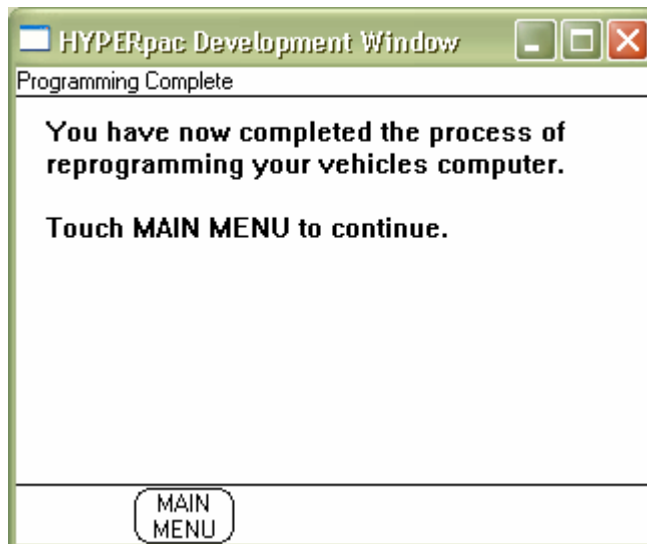 HYPERpac Development Window
Programming Complete
You have now completed the process of
reprogramming your vehicles computer.
Touch MAIN MENU to continue.
MAIN
MENU